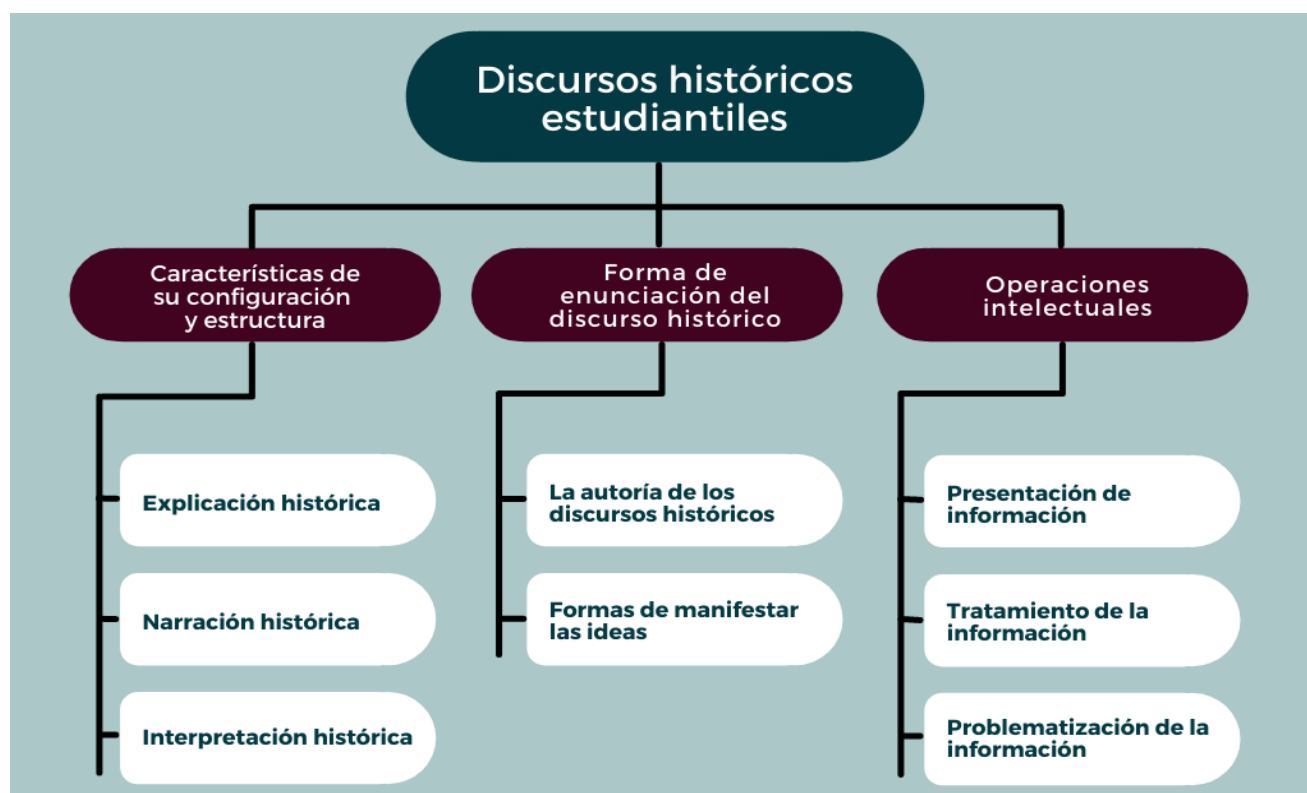 Discursos históricos
estudiantiles
Características de
su configuración
y estructura
Explicación histórica
Narración histórica
Interpretación histórica
Forma de
enunciación del
discurso histórico
La autoría de los
discursos históricos
Formas de manifestar
las ideas
Operaciones
intelectuales
Presentación de
información
Tratamiento de la
información
Problematización de la
información